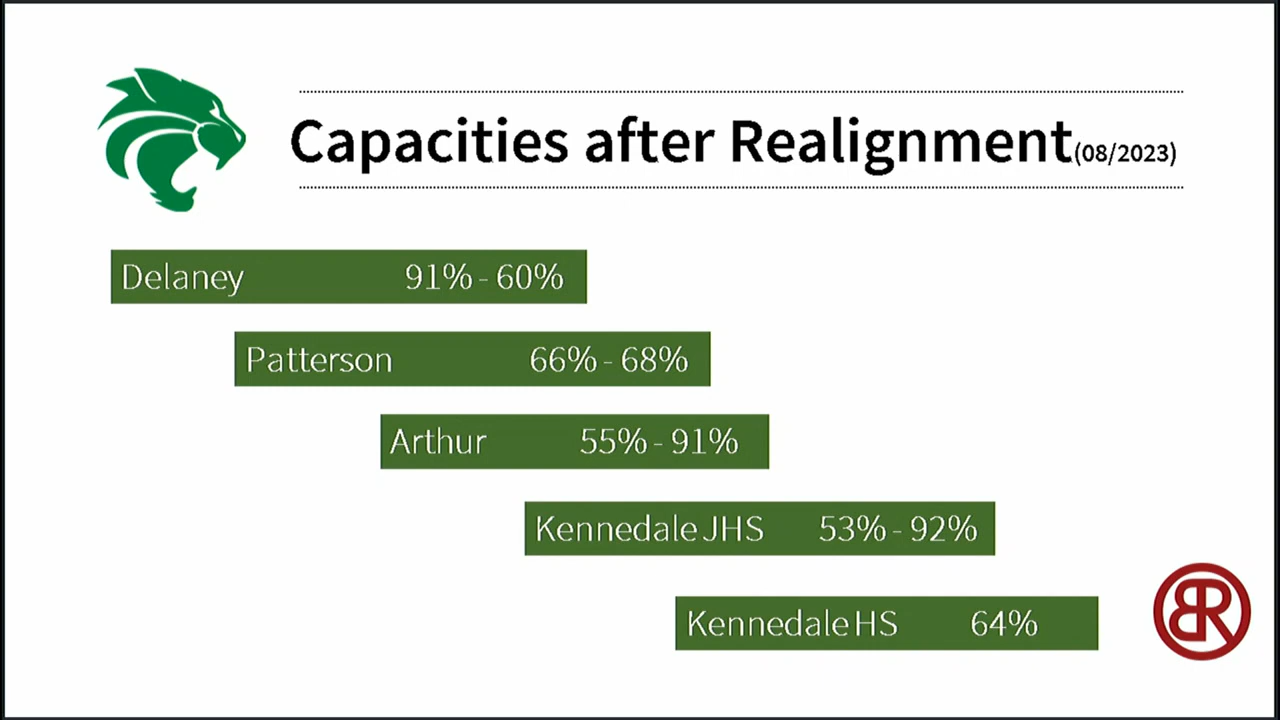 Capacities after Realignment(08/2023)
Delaney 91% - 60%
Patterson 66% - 68%
Arthur 55% - 91%
Kennedale JHS 53% - 92%
Kennedale HS 64%
BR